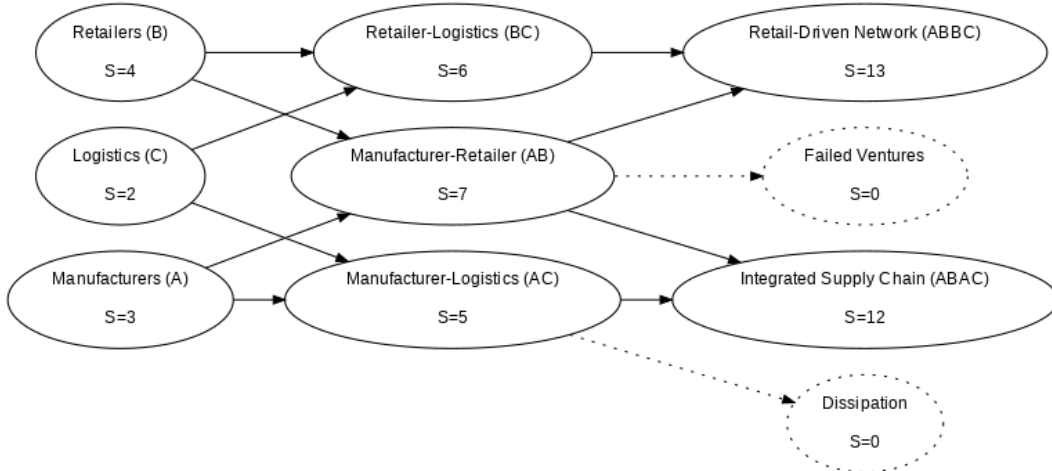 Retailers (B)
S=4
Retailer-Logistics (BC)
S=6
Retail-Driven Network (ABBC)
S=13
Logistics (C)
S=2
Manufacturer-Retailer (AB)
S=7
Failed Ventures
S=0
Manufacturers (A)
S=3
Manufacturer-Logistics (AC)
S=5
Integrated Supply Chain (ABAC)
S=12
Dissipation
S=0